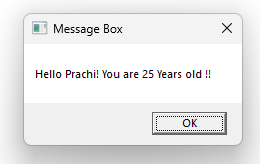 Message Box
Hello Prachi! You are 25 Years old !!
OK